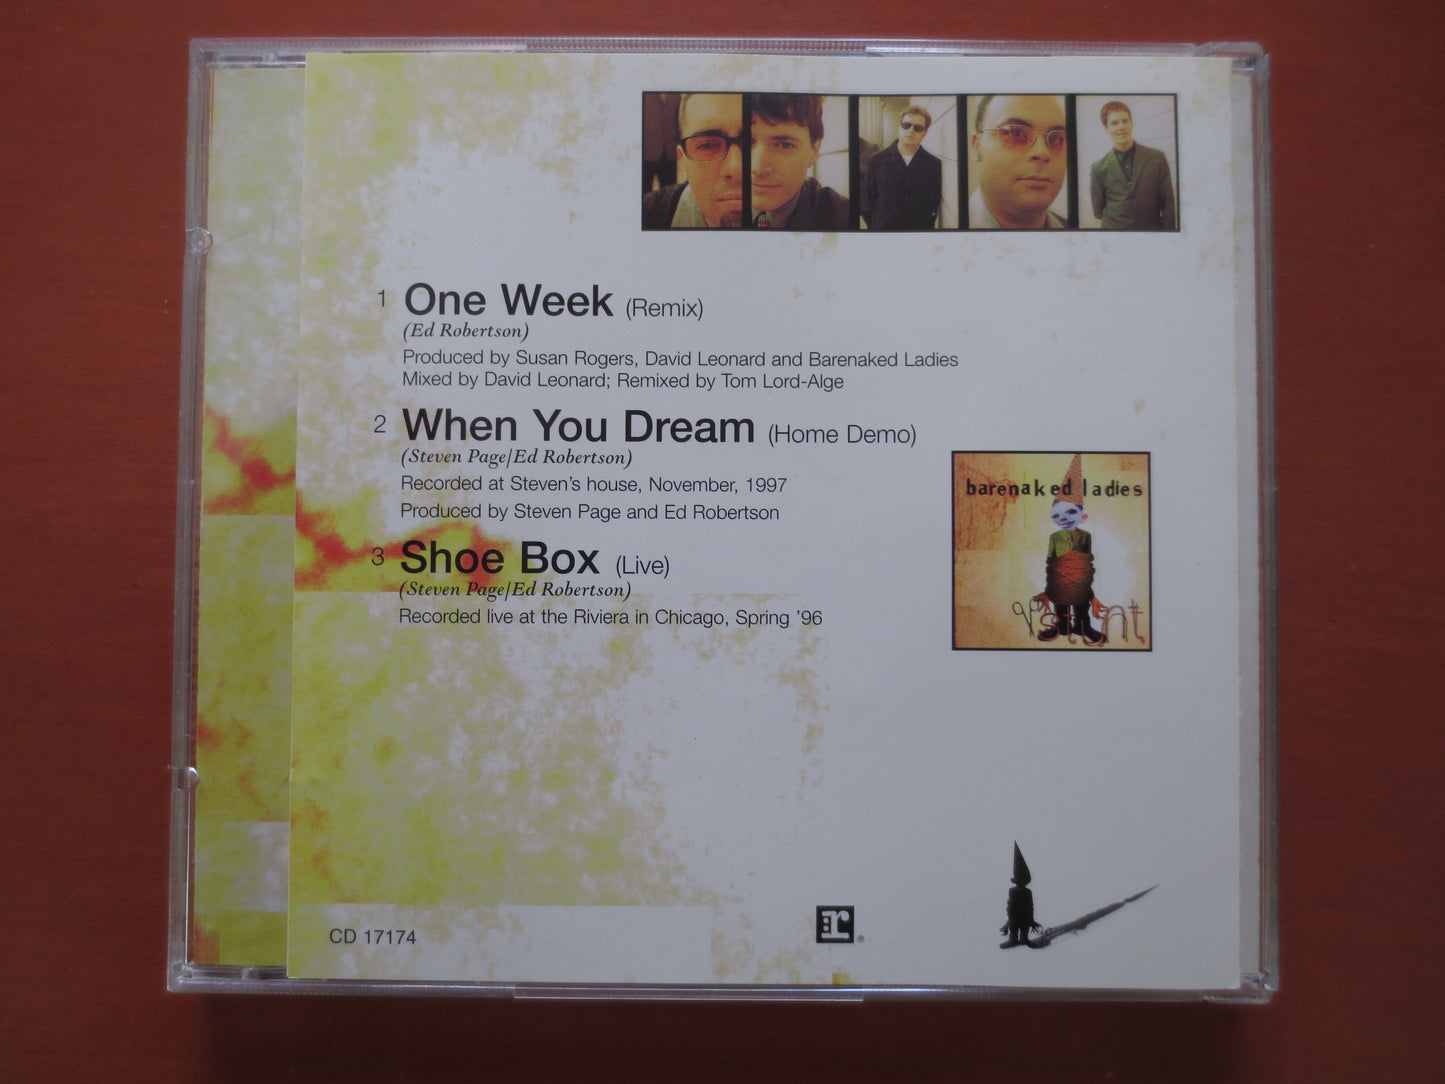 1 One Week (Remix)
(Ed Robertson)
Produced by Susan Rogers, David Leonard and Barenaked Ladies
Mixed by David Leonard; Remixed by Tom Lord-Alge
2 When You Dream (Home Demo)
(Steven Page/Ed Robertson)
Recorded at Steven's house, November, 1997
Produced by Steven Page and Ed Robertson
3 Shoe Box (Live)
(Steven Page/Ed Robertson)
Recorded live at the Riviera in Chicago, Spring '96
barenaked ladies
stunt
CD 17174
:r ®